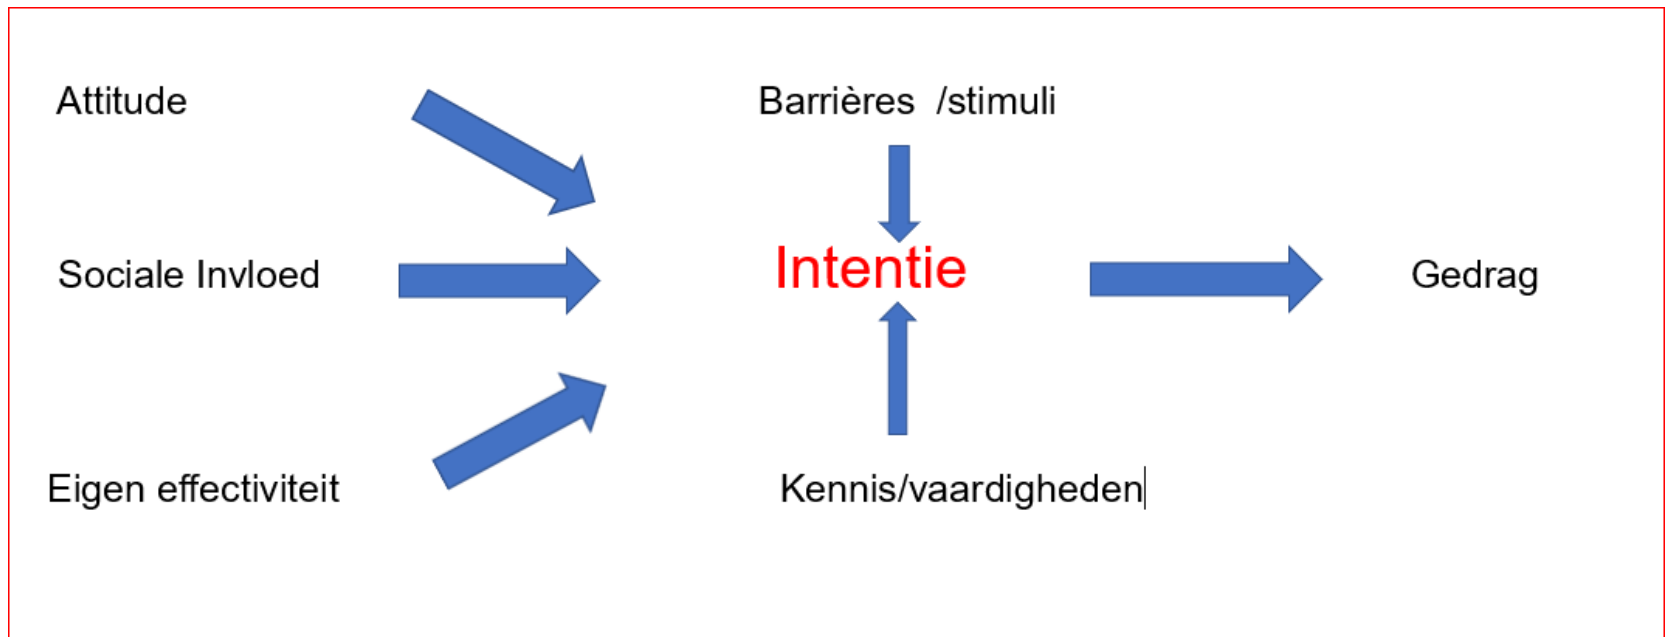 Attitude
Barrières  /stimuli
Sociale Invloed
Intentie
Gedrag
Eigen effectiviteit
Kennis/vaardigheden